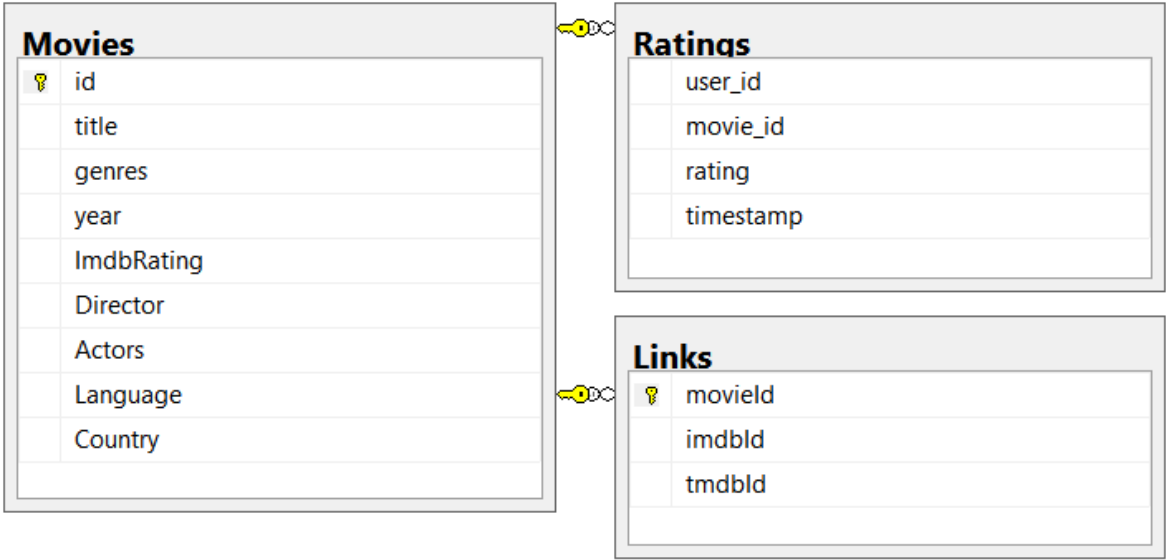 Movies
id
title
genres
year
ImdbRating
Director
Actors
Language
Country
Ratings
user_id
movie_id
rating
timestamp
Links
movieId
imdbId
tmdbId